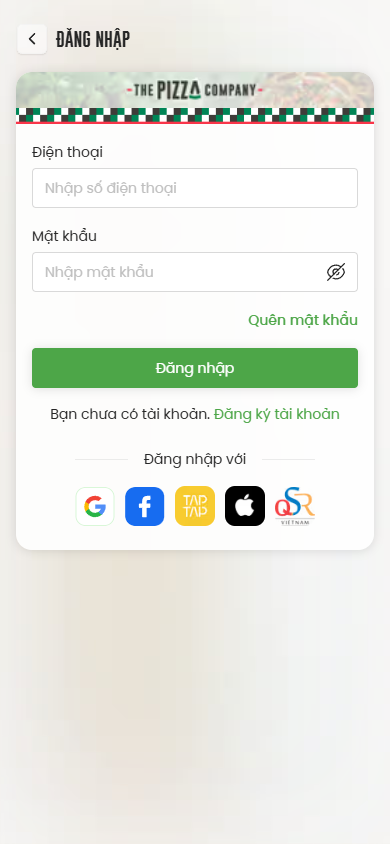 ĐĂNG NHẬP
THE PIZZA COMPANY
Điện thoại
Nhập số điện thoại
Mật khẩu
Nhập mật khẩu
Quên mật khẩu
Đăng nhập
Bạn chưa có tài khoản. Đăng ký tài khoản
Đăng nhập với
TAP
TAP
QSR
VIETNAM